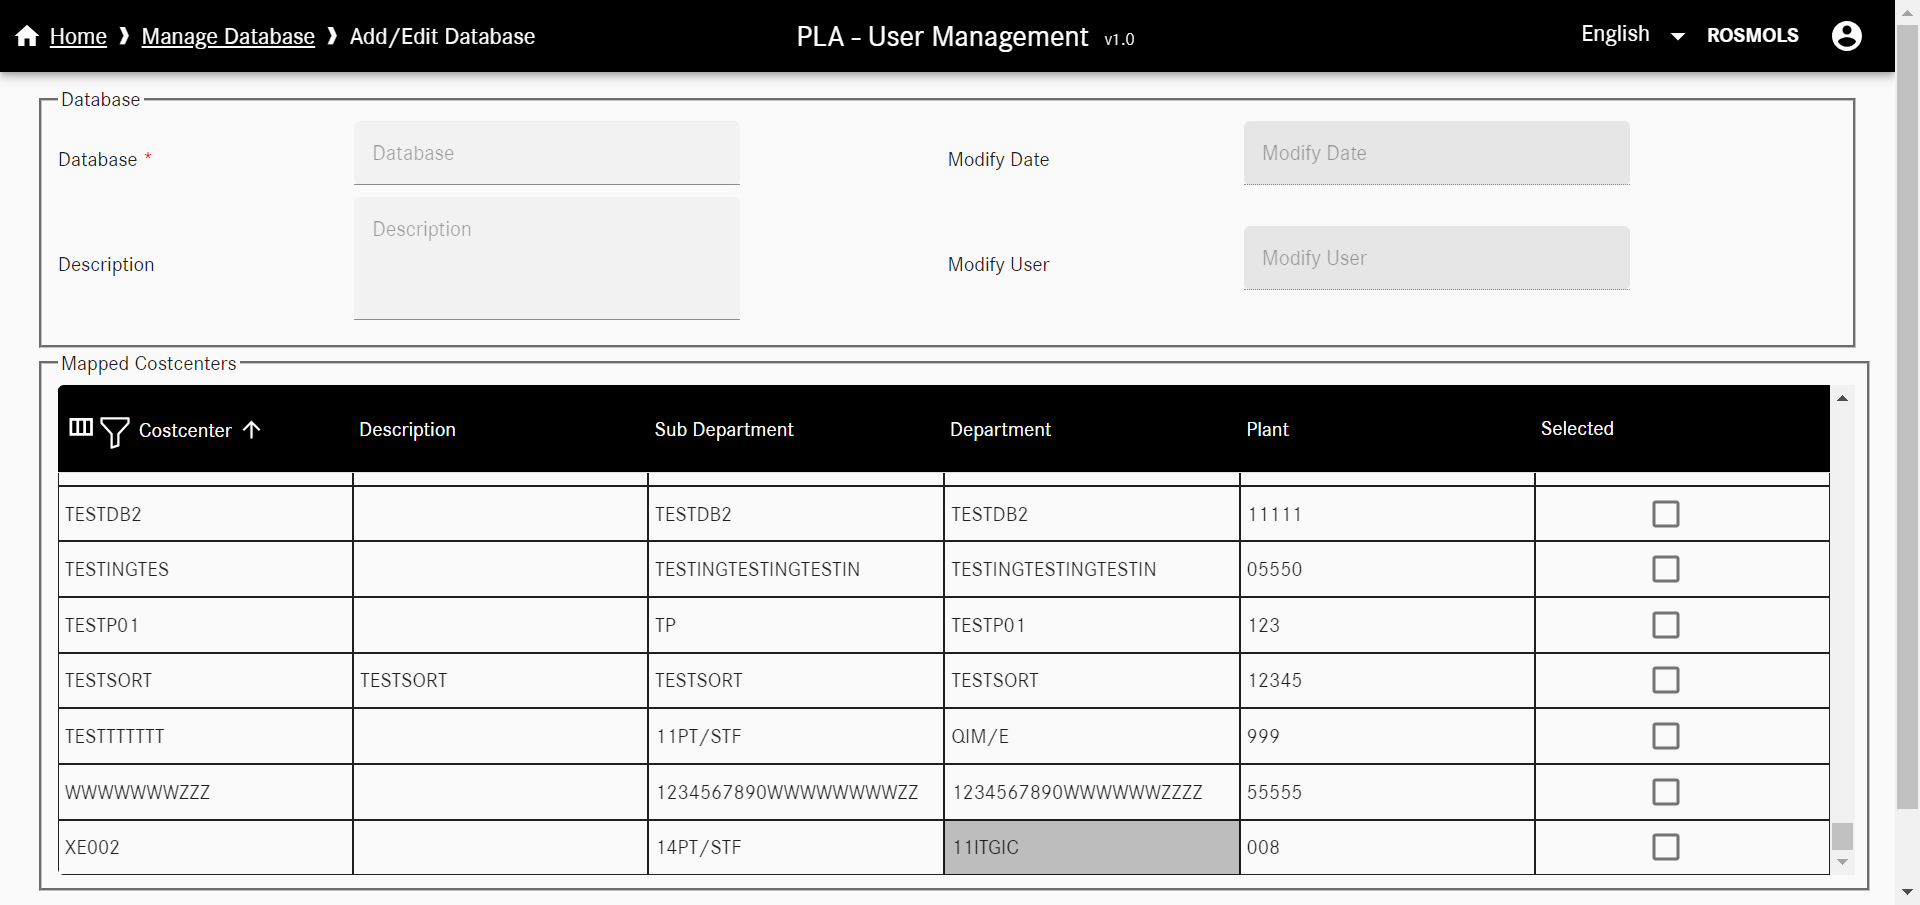 Home ❱ Manage Database ❱ Add/Edit Database
PLA - User Management v1.0
English ROSMOLS
Database
Database * Database Modify Date Modify Date
Description Description Modify User Modify User
Mapped Costcenters
Costcenter Description Sub Department Department Plant Selected
TESTDB2 TESTDB2 TESTDB2 11111
TESTINGTES TESTINGTESTINGTESTIN TESTINGTESTINGTESTIN 05550
TESTP01 TP TESTP01 123
TESTSORT TESTSORT TESTSORT TESTSORT 12345
TESTTTTTTT 11PT/STF QIM/E 999
WWWWWWWZZZ 1234567890WWWWWWWWZZ 1234567890WWWWWWZZZZ 55555
XE002 14PT/STF 11ITGIC 008